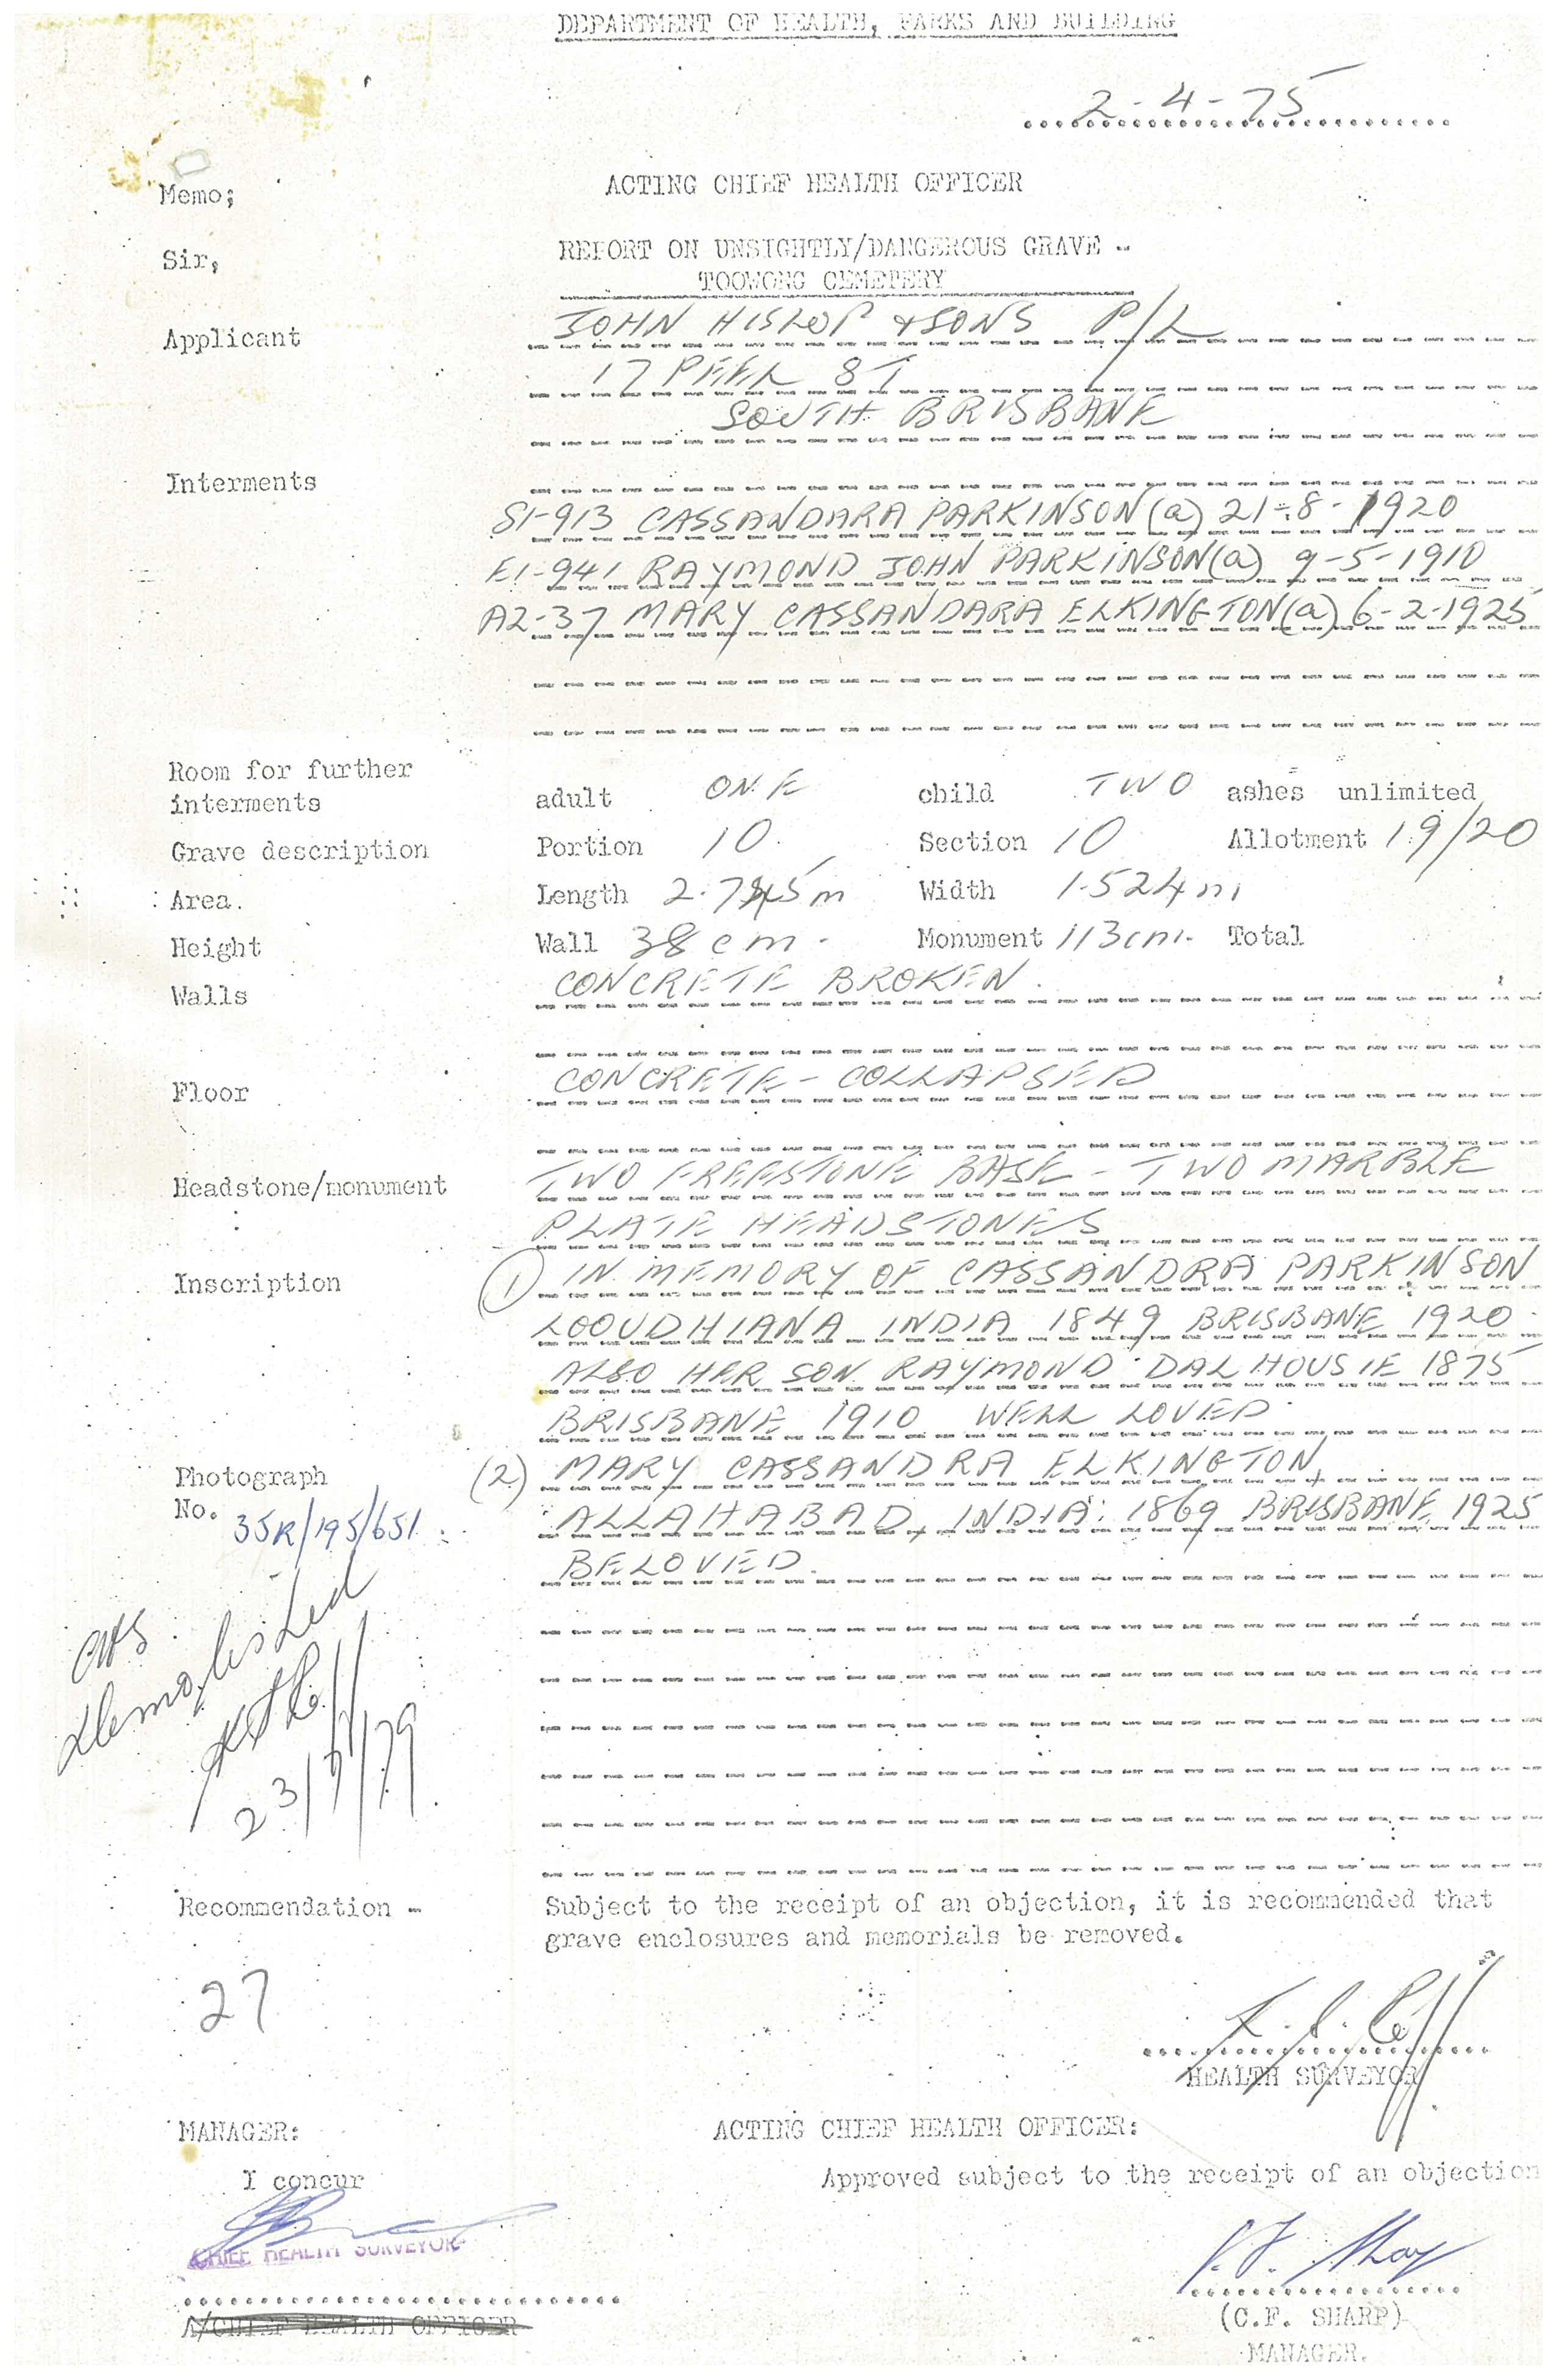 DEPARTMENT OF HEALTH, PARKS AND BUILDING
2-4-75
Memo; ACTING CHIEF HEALTH OFFICER
Sir, REPORT ON UNSIGHTLY/DANGEROUS GRAVE -
TOOWONG CEMETERY
Applicant JOHN HISLOP & SONS P/L
17 PEEL ST
SOUTH BRISBANE
Interments
81-913 CASSANDARA PARKINSON (a) 21-8-1920
E1-941 RAYMOND JOHN PARKINSON (a) 9-5-1910
A2-37 MARY CASSANDARA ELKINGTON (a) 6-2-1925
Room for further
interments adult ONE child TWO ashes unlimited
Grave description Portion 10 Section 10 Allotment 19/20
Area. Length 2.745m Width 1.524m
Height Wall 38cm. Monument 113cm. Total
Walls CONCRETE BROKEN.
Floor CONCRETE - COLLAPSED
Headstone/monument TWO FREESTONE BASE - TWO MARBLE
PLATE HEADSTONES
Inscription (1) IN MEMORY OF CASSANDRA PARKINSON
LOOUDHIANA INDIA 1849 BRISBANE 1920.
ALSO HER SON RAYMOND DALHOUSIE 1875
BRISBANE 1910 WELL LOVED.
Photograph (2) MARY CASSANDRA ELKINGTON,
No. 35R/195/651 ALLAHABAD, INDIA: 1869 BRISBANE 1925
BELOVED.
Demolished
23/7/79
Recommendation - Subject to the receipt of an objection, it is recommended that
grave enclosures and memorials be removed.
27
HEALTH SURVEYOR
MANAGER: ACTING CHIEF HEALTH OFFICER:
I concur Approved subject to the receipt of an objection
CHIEF HEALTH SURVEYOR
A/CHIEF HEALTH OFFICER
(C.F. SHARP)
MANAGER.